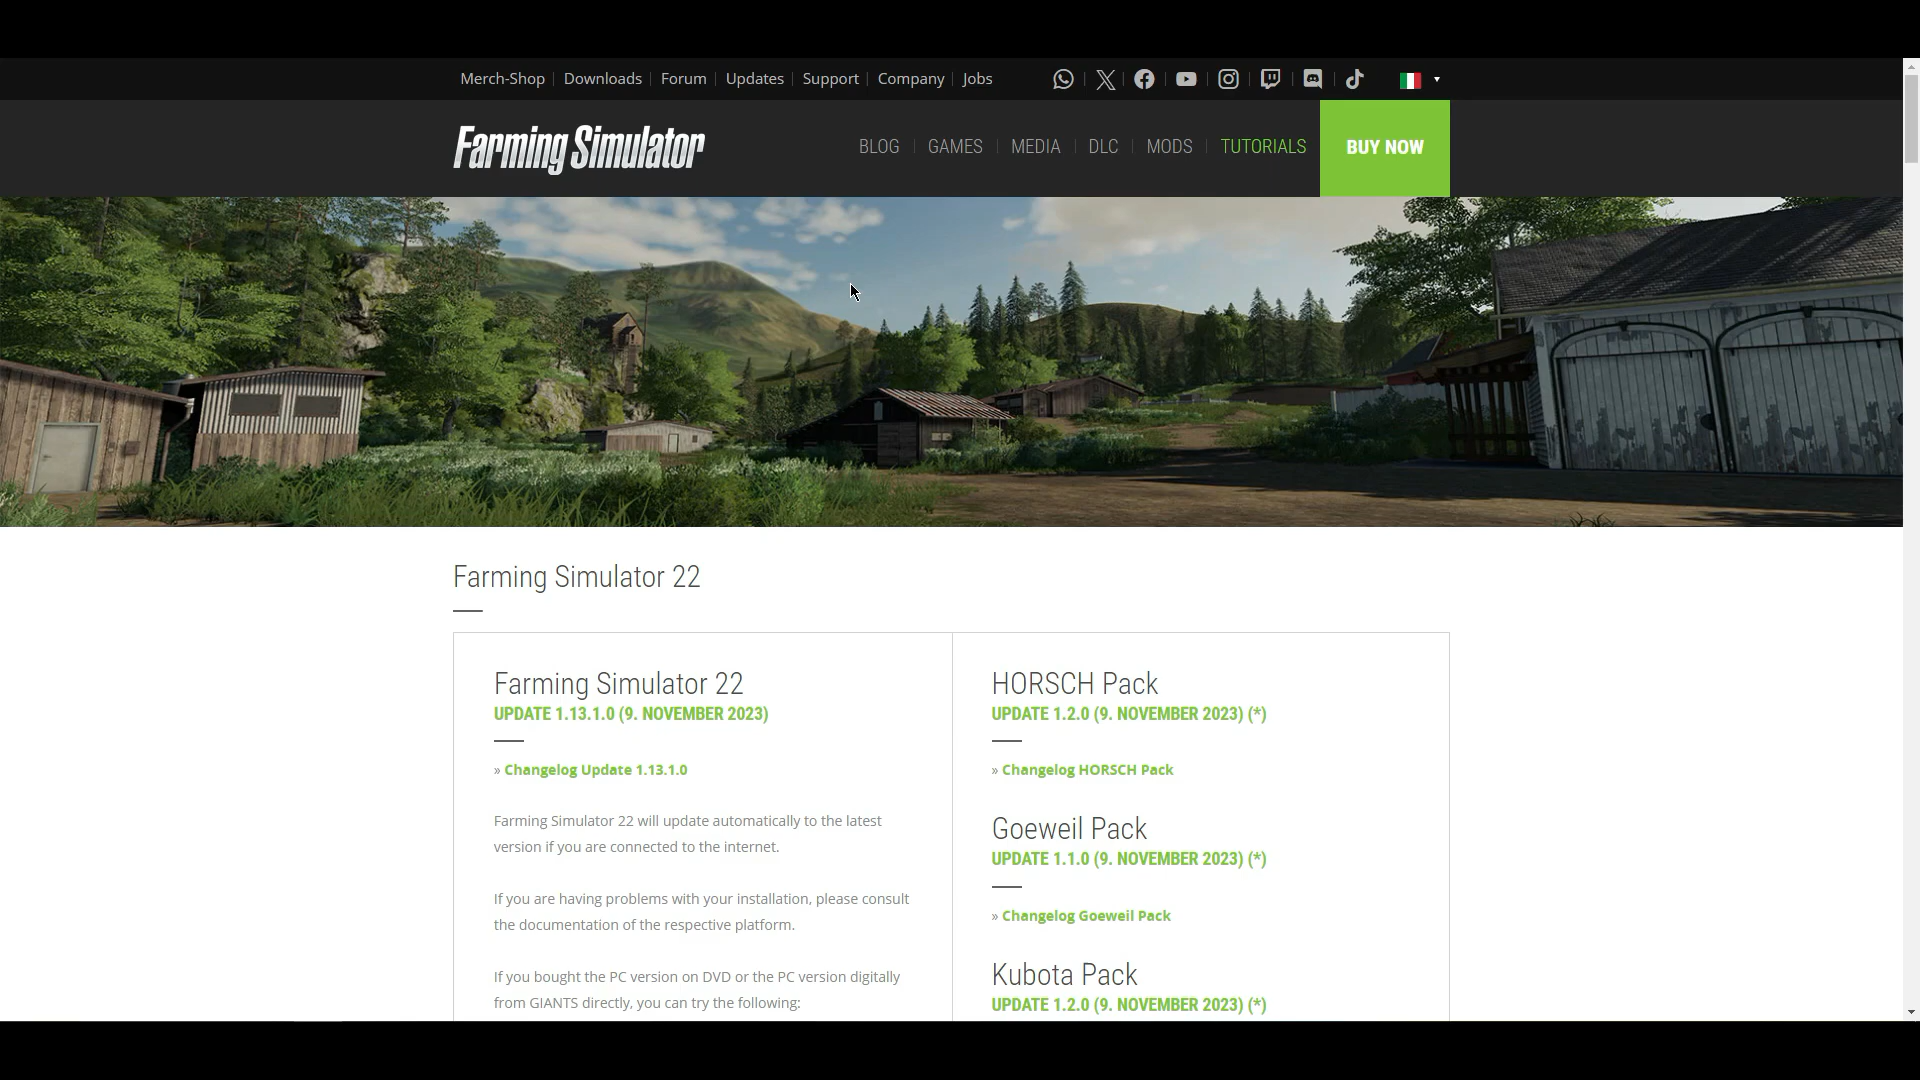 Merch-Shop Downloads Forum Updates Support Company Jobs
Farming Simulator
BLOG GAMES MEDIA DLC MODS TUTORIALS BUY NOW
Farming Simulator 22
Farming Simulator 22
UPDATE 1.13.1.0 (9. NOVEMBER 2023)
» Changelog Update 1.13.1.0
Farming Simulator 22 will update automatically to the latest
version if you are connected to the internet.
If you are having problems with your installation, please consult
the documentation of the respective platform.
If you bought the PC version on DVD or the PC version digitally
from GIANTS directly, you can try the following:
HORSCH Pack
UPDATE 1.2.0 (9. NOVEMBER 2023) (*)
» Changelog HORSCH Pack
Goeweil Pack
UPDATE 1.1.0 (9. NOVEMBER 2023) (*)
» Changelog Goeweil Pack
Kubota Pack
UPDATE 1.2.0 (9. NOVEMBER 2023) (*)